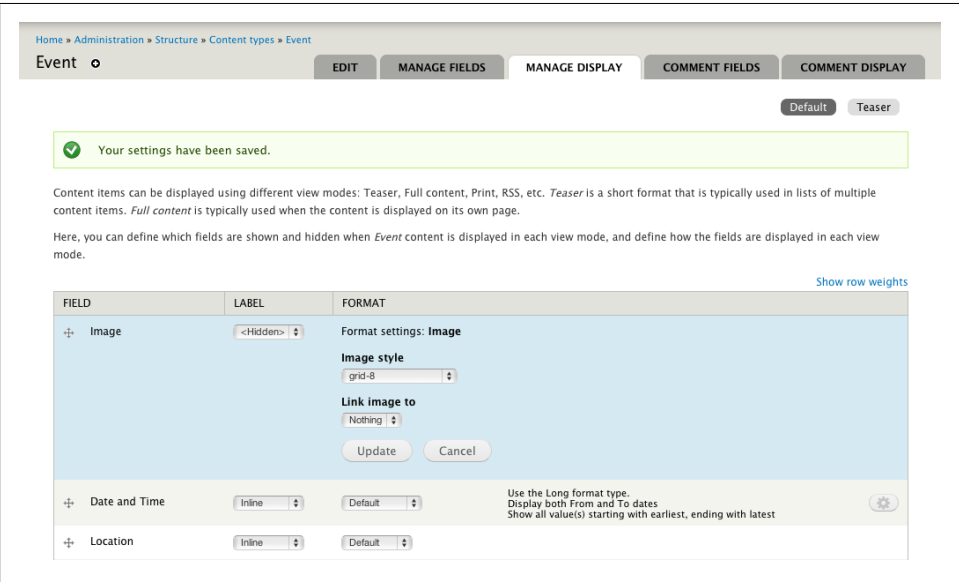 Home » Administration » Structure » Content types » Event
Event
EDIT MANAGE FIELDS MANAGE DISPLAY COMMENT FIELDS COMMENT DISPLAY
Default Teaser
Your settings have been saved.
Content items can be displayed using different view modes: Teaser, Full content, Print, RSS, etc. Teaser is a short format that is typically used in lists of multiple
content items. Full content is typically used when the content is displayed on its own page.
Here, you can define which fields are shown and hidden when Event content is displayed in each view mode, and define how the fields are displayed in each view
mode.
Show row weights
FIELD LABEL FORMAT
Image <Hidden> Format settings: Image
Image style
grid-8
Link image to
Nothing
Update Cancel
Date and Time Inline Default Use the Long format type.
Display both From and To dates
Show all value(s) starting with earliest, ending with latest
Location Inline Default